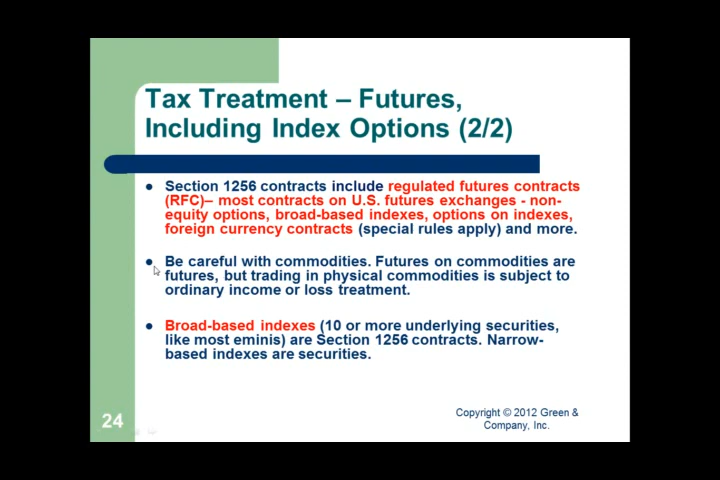 Tax Treatment – Futures,
Including Index Options (2/2)
Section 1256 contracts include regulated futures contracts
(RFC)– most contracts on U.S. futures exchanges - non-
equity options, broad-based indexes, options on indexes,
foreign currency contracts (special rules apply) and more.
Be careful with commodities. Futures on commodities are
futures, but trading in physical commodities is subject to
ordinary income or loss treatment.
Broad-based indexes (10 or more underlying securities,
like most eminis) are Section 1256 contracts. Narrow-
based indexes are securities.
24
Copyright © 2012 Green &
Company, Inc.